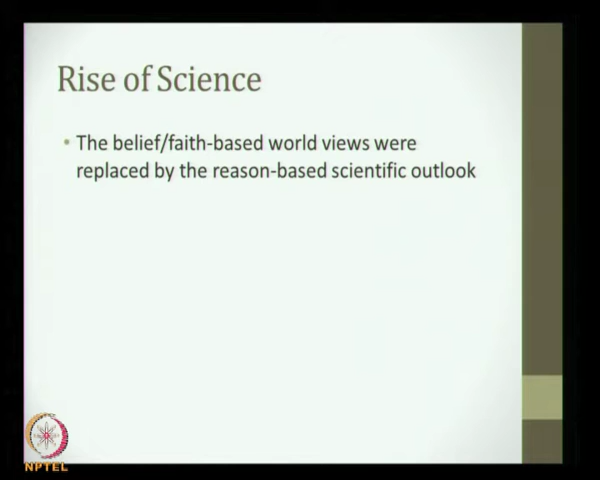 Rise of Science
• The belief/faith-based world views were
replaced by the reason-based scientific outlook
NPTEL